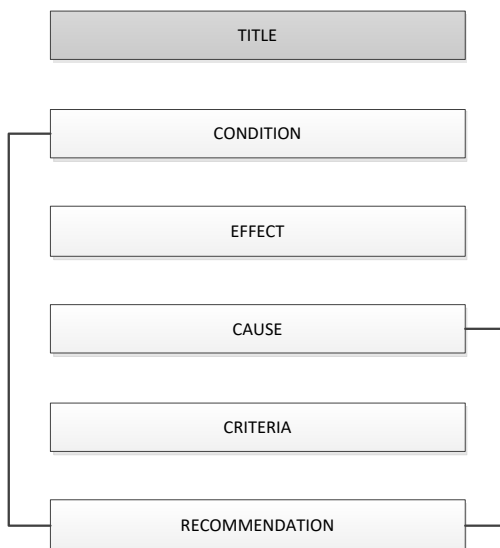 TITLE
CONDITION
EFFECT
CAUSE
CRITERIA
RECOMMENDATION